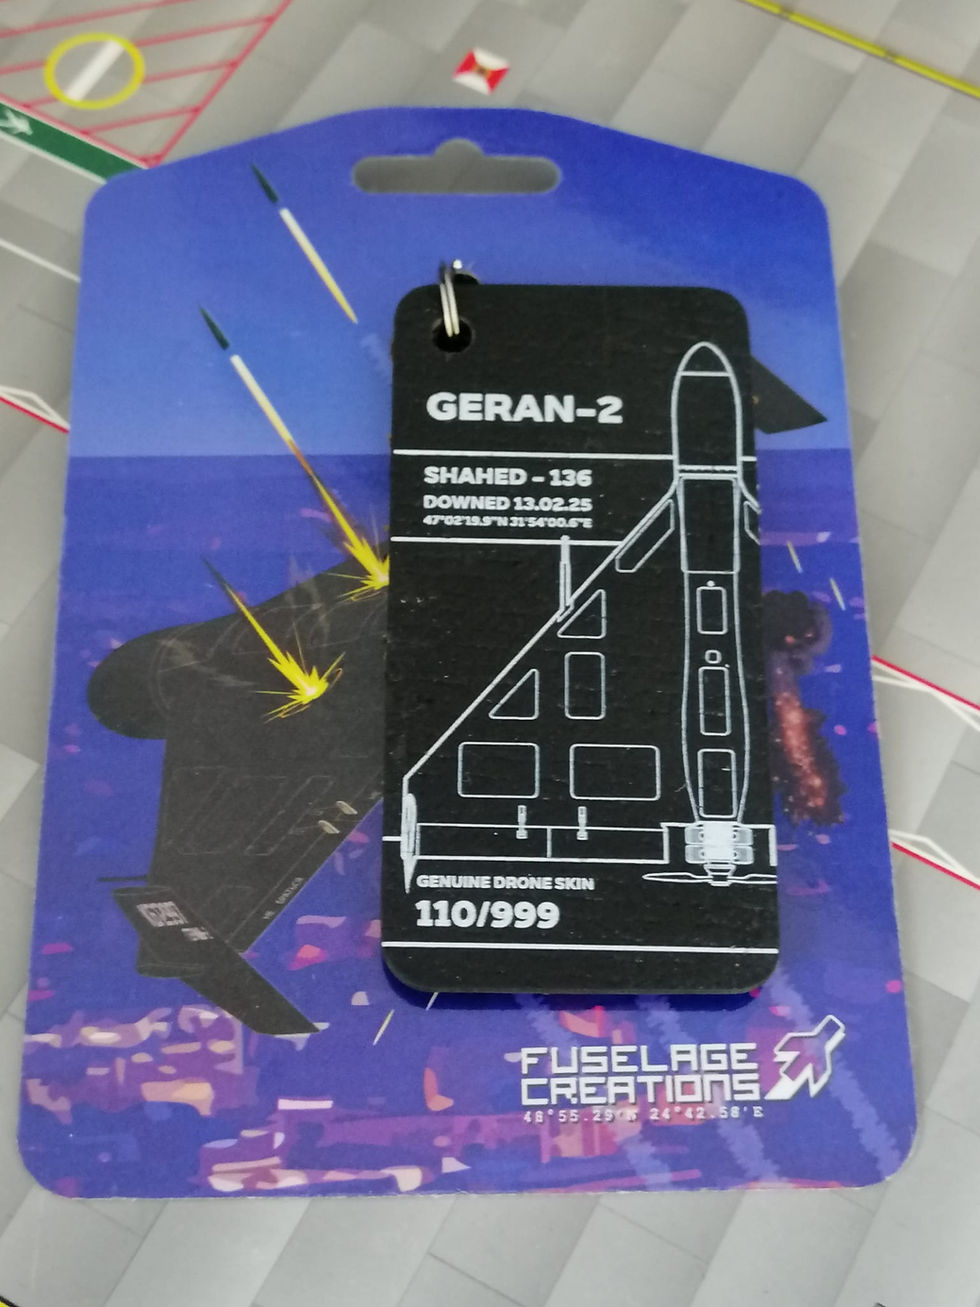 GERAN-2
SHAHED - 136
DOWNED 13.02.25
47°02'19.9"N 31°54'00.6"E
GENUINE DRONE SKIN
110/999
FUSELAGE
CREATIONS
48°55.29'N 24°42.58'E